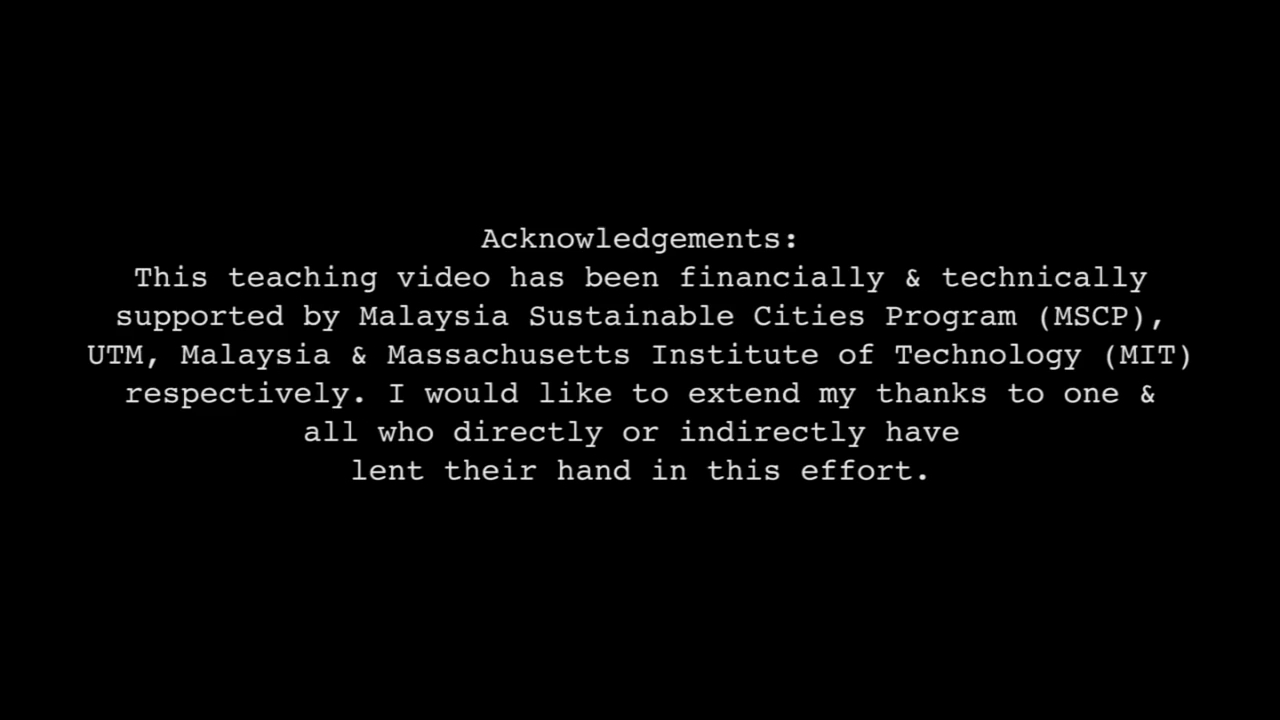 Acknowledgements:
This teaching video has been financially & technically
supported by Malaysia Sustainable Cities Program (MSCP),
UTM, Malaysia & Massachusetts Institute of Technology (MIT)
respectively. I would like to extend my thanks to one &
all who directly or indirectly have
lent their hand in this effort.